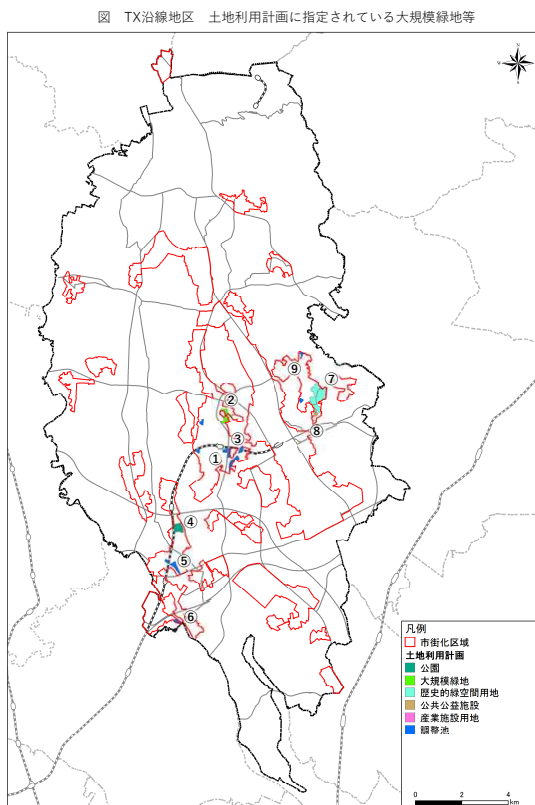 図 TX沿線地区 土地利用計画に指定されている大規模緑地等
N
W
E
S
⑨
⑦
②
③
⑧
①
④
⑤
⑥
凡例
市街化区域
土地利用計画
公園
大規模緑地
歴史的緑空間用地
公共公益施設
産業施設用地
調整池
0 2 4
km